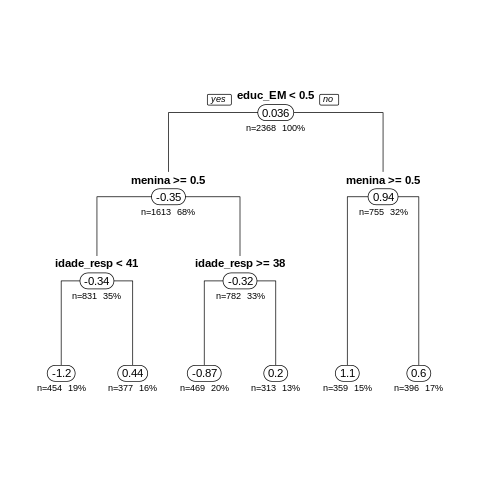 yes educ_EM < 0.5 no
0.036
n=2368 100%
menina >= 0.5 menina >= 0.5
-0.35 0.94
n=1613 68% n=755 32%
idade_resp < 41 idade_resp >= 38
-0.34 -0.32
n=831 35% n=782 33%
-1.2 0.44 -0.87 0.2 1.1 0.6
n=454 19% n=377 16% n=469 20% n=313 13% n=359 15% n=396 17%